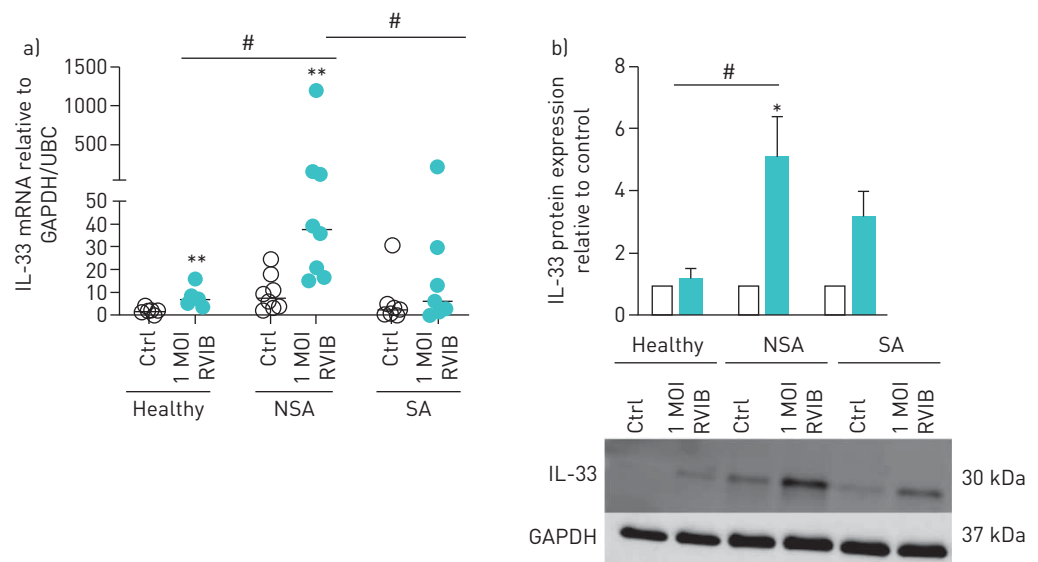 a)
#
#
IL-33 mRNA relative to
GAPDH/UBC
1500
1000
500
50
40
30
20
10
0
**
**
Ctrl
1 MOI
RVIB
Ctrl
1 MOI
RVIB
Ctrl
1 MOI
RVIB
Healthy
NSA
SA
b)
IL-33 protein expression
relative to control
8
6
4
2
0
#
*
Healthy
NSA
SA
Ctrl
1 MOI
RVIB
Ctrl
1 MOI
RVIB
Ctrl
1 MOI
RVIB
IL-33
30 kDa
GAPDH
37 kDa